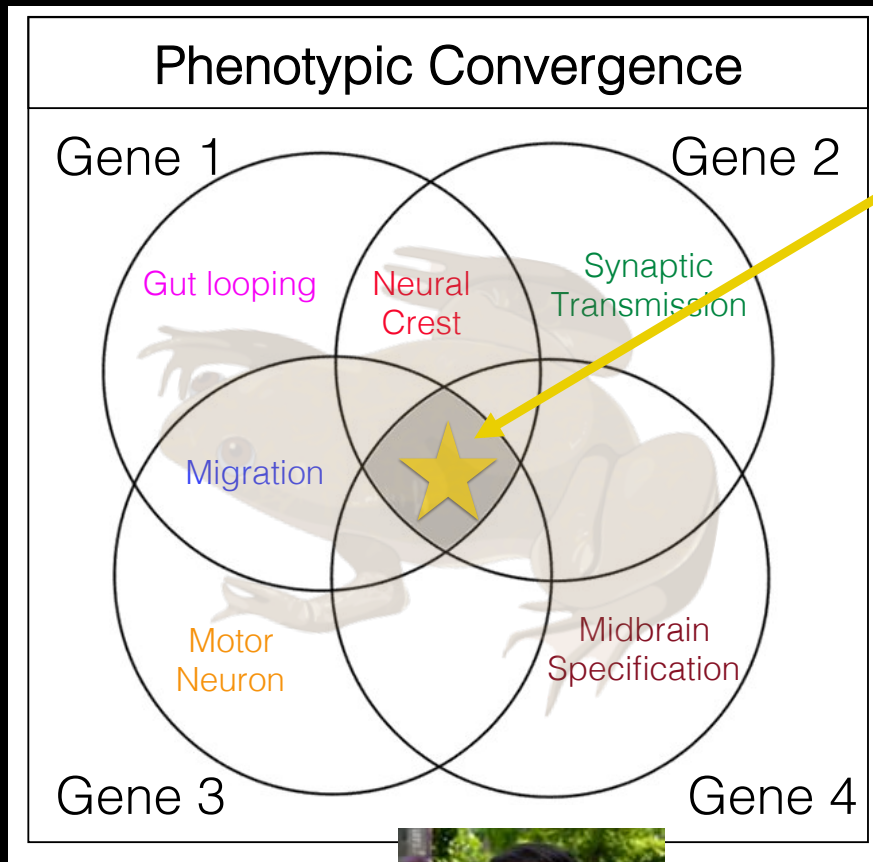 Phenotypic Convergence
Gene 1
Gene 2
Gut looping
Neural
Crest
Synaptic
Transmission
Migration
Motor
Neuron
Midbrain
Specification
Gene 3
Gene 4